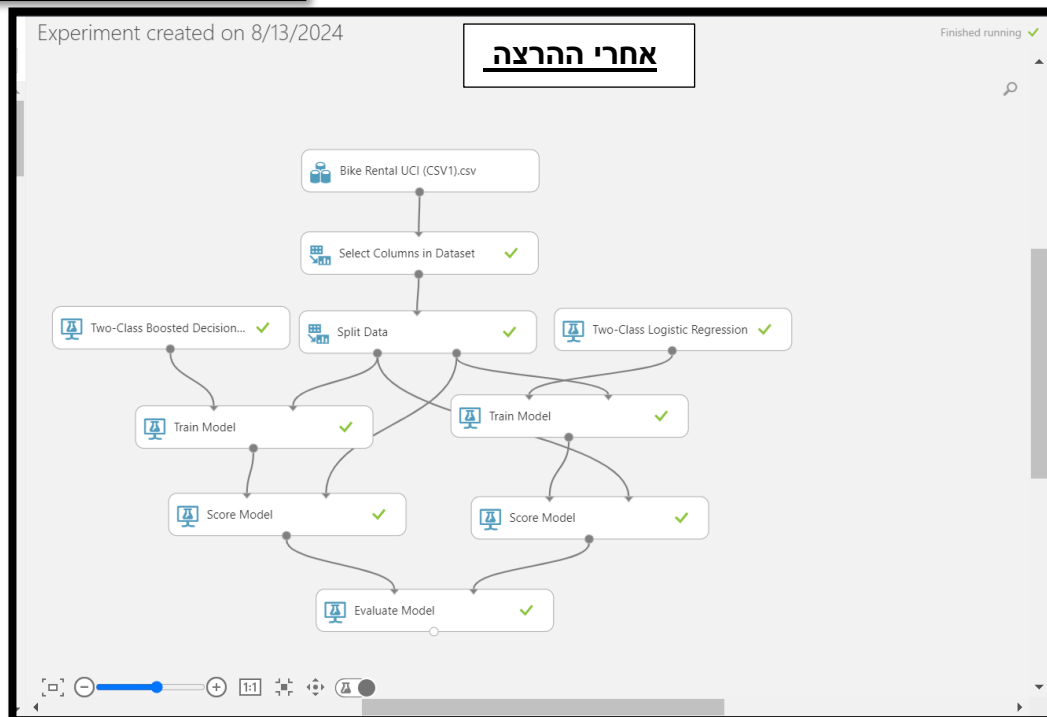 Experiment created on 8/13/2024
אחרי ההרצה
Finished running
Bike Rental UCI (CSV1).csv
Select Columns in Dataset
Two-Class Boosted Decision...
Split Data
Two-Class Logistic Regression
Train Model
Train Model
Score Model
Score Model
Evaluate Model
1:1